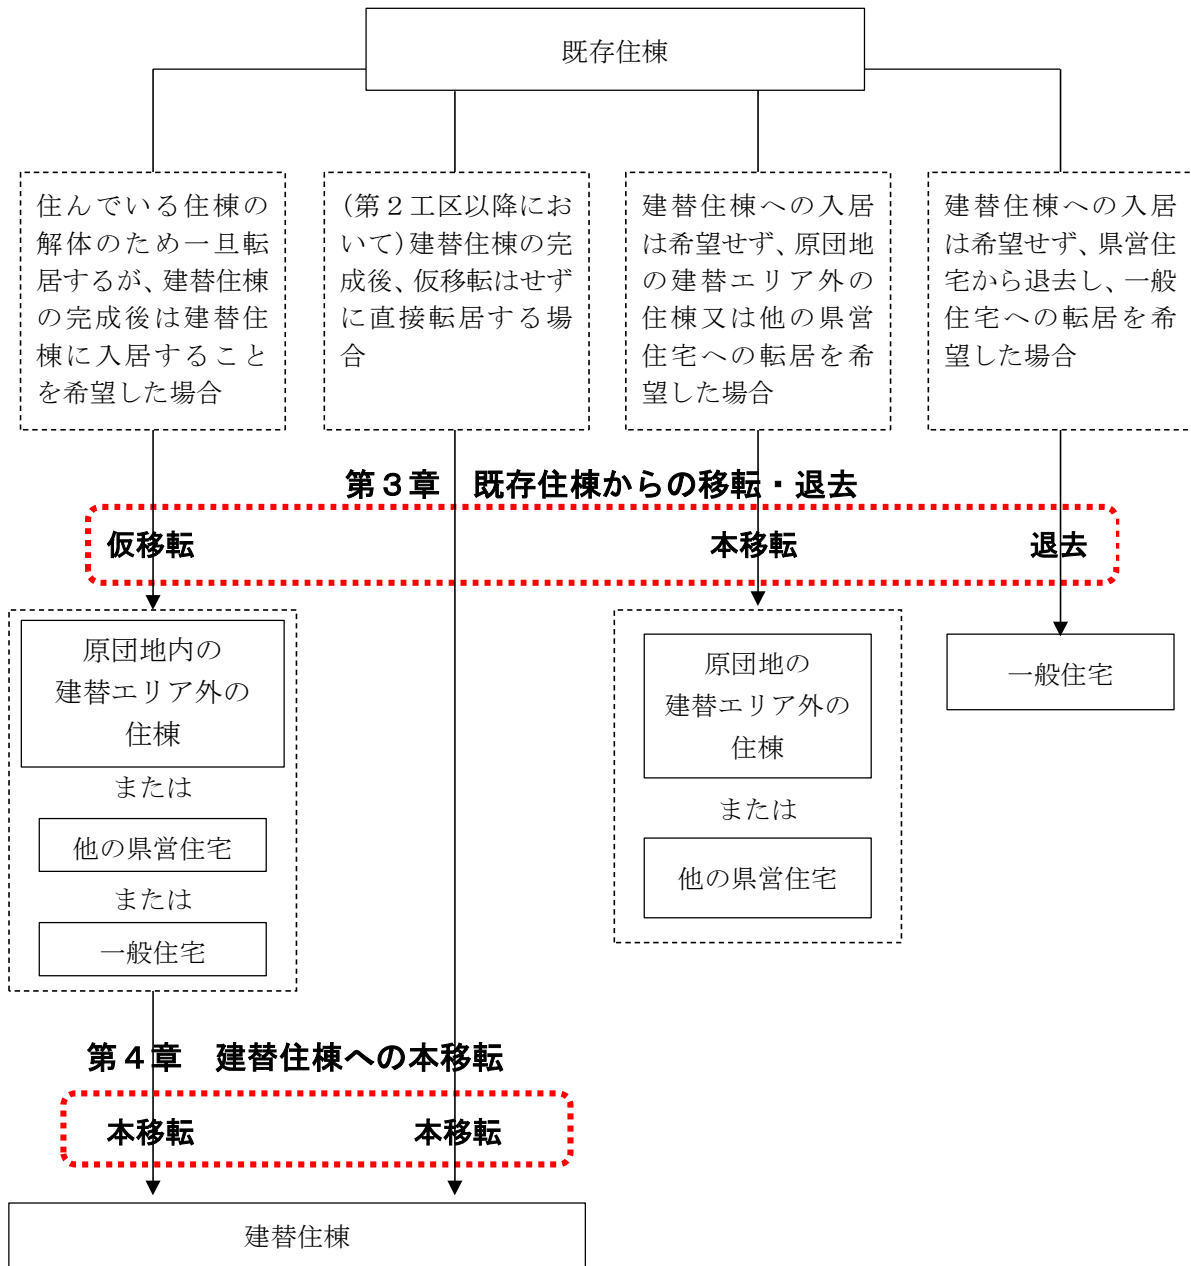 既存住棟
住んでいる住棟の
解体のため一旦転
居するが、建替住棟
の完成後は建替住
棟に入居すること
を希望した場合
(第２工区以降にお
いて)建替住棟の完
成後、仮移転はせず
に直接転居する場
合
建替住棟への入居
は希望せず、原団地
の建替エリア外の
住棟又は他の県営
住宅への転居を希
望した場合
建替住棟への入居
は希望せず、県営住
宅から退去し、一般
住宅への転居を希
望した場合
第３章　既存住棟からの移転・退去
仮移転
本移転
退去
原団地内の
建替エリア外の
住棟
または
他の県営住宅
または
一般住宅
原団地の
建替エリア外の
住棟
または
他の県営住宅
一般住宅
第４章　建替住棟への本移転
本移転
本移転
建替住棟